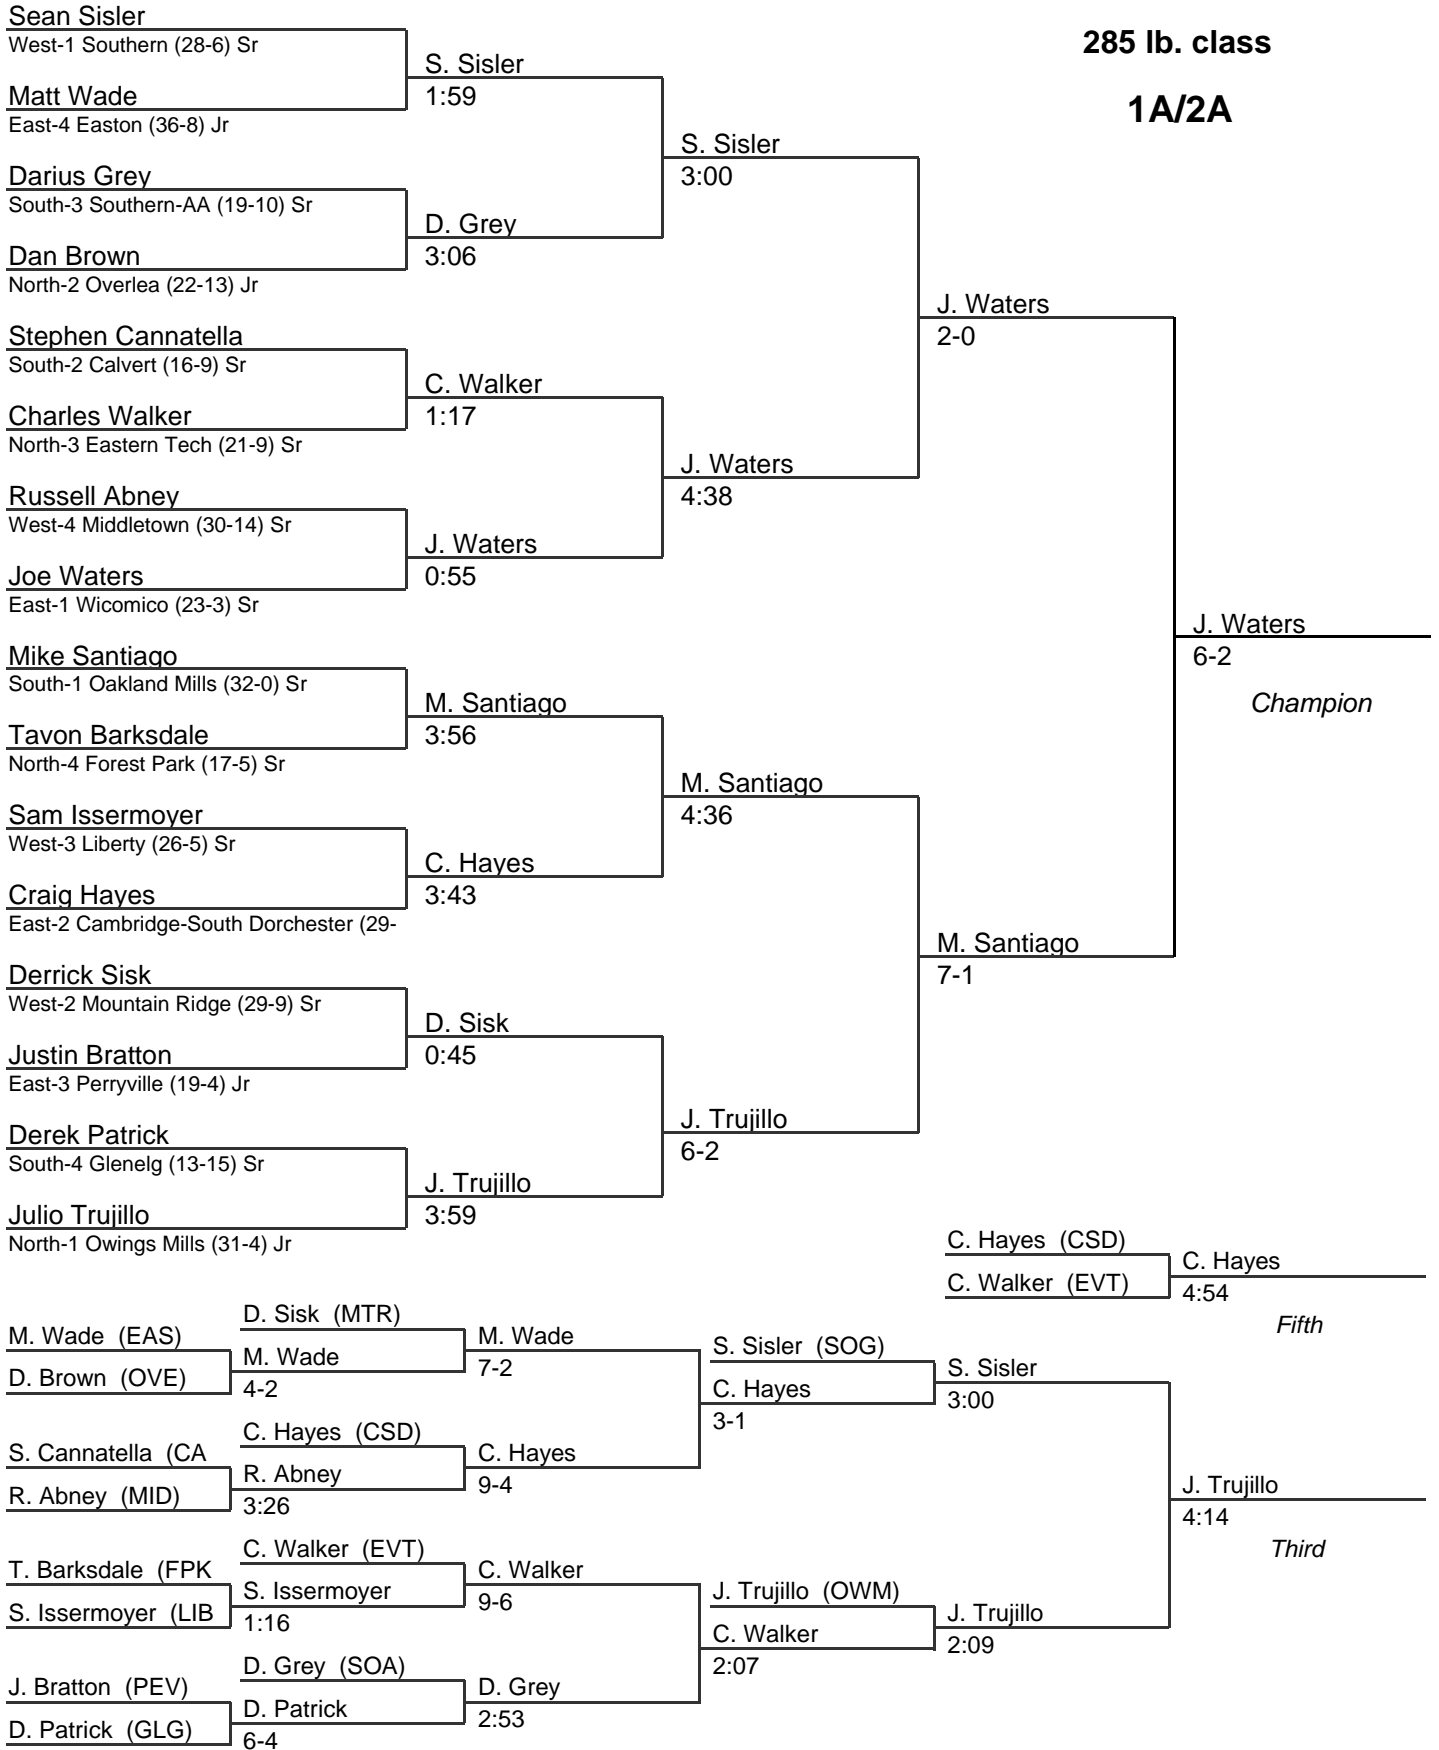 Sean Sisler
West-1 Southern (28-6) Sr
285 lb. class
S. Sisler
Matt Wade
1:59
1A/2A
East-4 Easton (36-8) Jr
S. Sisler
Darius Grey
3:00
South-3 Southern-AA (19-10) Sr
D. Grey
Dan Brown
3:06
North-2 Overlea (22-13) Jr
J. Waters
Stephen Cannatella
2-0
South-2 Calvert (16-9) Sr
C. Walker
Charles Walker
1:17
North-3 Eastern Tech (21-9) Sr
J. Waters
Russell Abney
4:38
West-4 Middletown (30-14) Sr
J. Waters
Joe Waters
0:55
East-1 Wicomico (23-3) Sr
J. Waters
Mike Santiago
6-2
South-1 Oakland Mills (32-0) Sr
M. Santiago
Champion
Tavon Barksdale
3:56
North-4 Forest Park (17-5) Sr
M. Santiago
Sam Issermoyer
4:36
West-3 Liberty (26-5) Sr
C. Hayes
Craig Hayes
3:43
East-2 Cambridge-South Dorchester (29-
M. Santiago
Derrick Sisk
7-1
West-2 Mountain Ridge (29-9) Sr
D. Sisk
Justin Bratton
0:45
East-3 Perryville (19-4) Jr
J. Trujillo
Derek Patrick
6-2
South-4 Glenelg (13-15) Sr
J. Trujillo
Julio Trujillo
3:59
North-1 Owings Mills (31-4) Jr
C. Hayes (CSD)
C. Hayes
C. Walker (EVT)
4:54
Fifth
D. Sisk (MTR)
M. Wade (EAS)
M. Wade
S. Sisler (SOG)
M. Wade
7-2
S. Sisler
D. Brown (OVE)
4-2
C. Hayes
3:00
3-1
C. Hayes (CSD)
S. Cannatella (CA
C. Hayes
R. Abney
9-4
J. Trujillo
R. Abney (MID)
3:26
4:14
Third
C. Walker (EVT)
T. Barksdale (FPK
C. Walker
S. Issermoyer
9-6
J. Trujillo (OWM)
S. Issermoyer (LIB
1:16
J. Trujillo
C. Walker
2:09
2:07
D. Grey (SOA)
J. Bratton (PEV)
D. Grey
D. Patrick
2:53
D. Patrick (GLG)
6-4